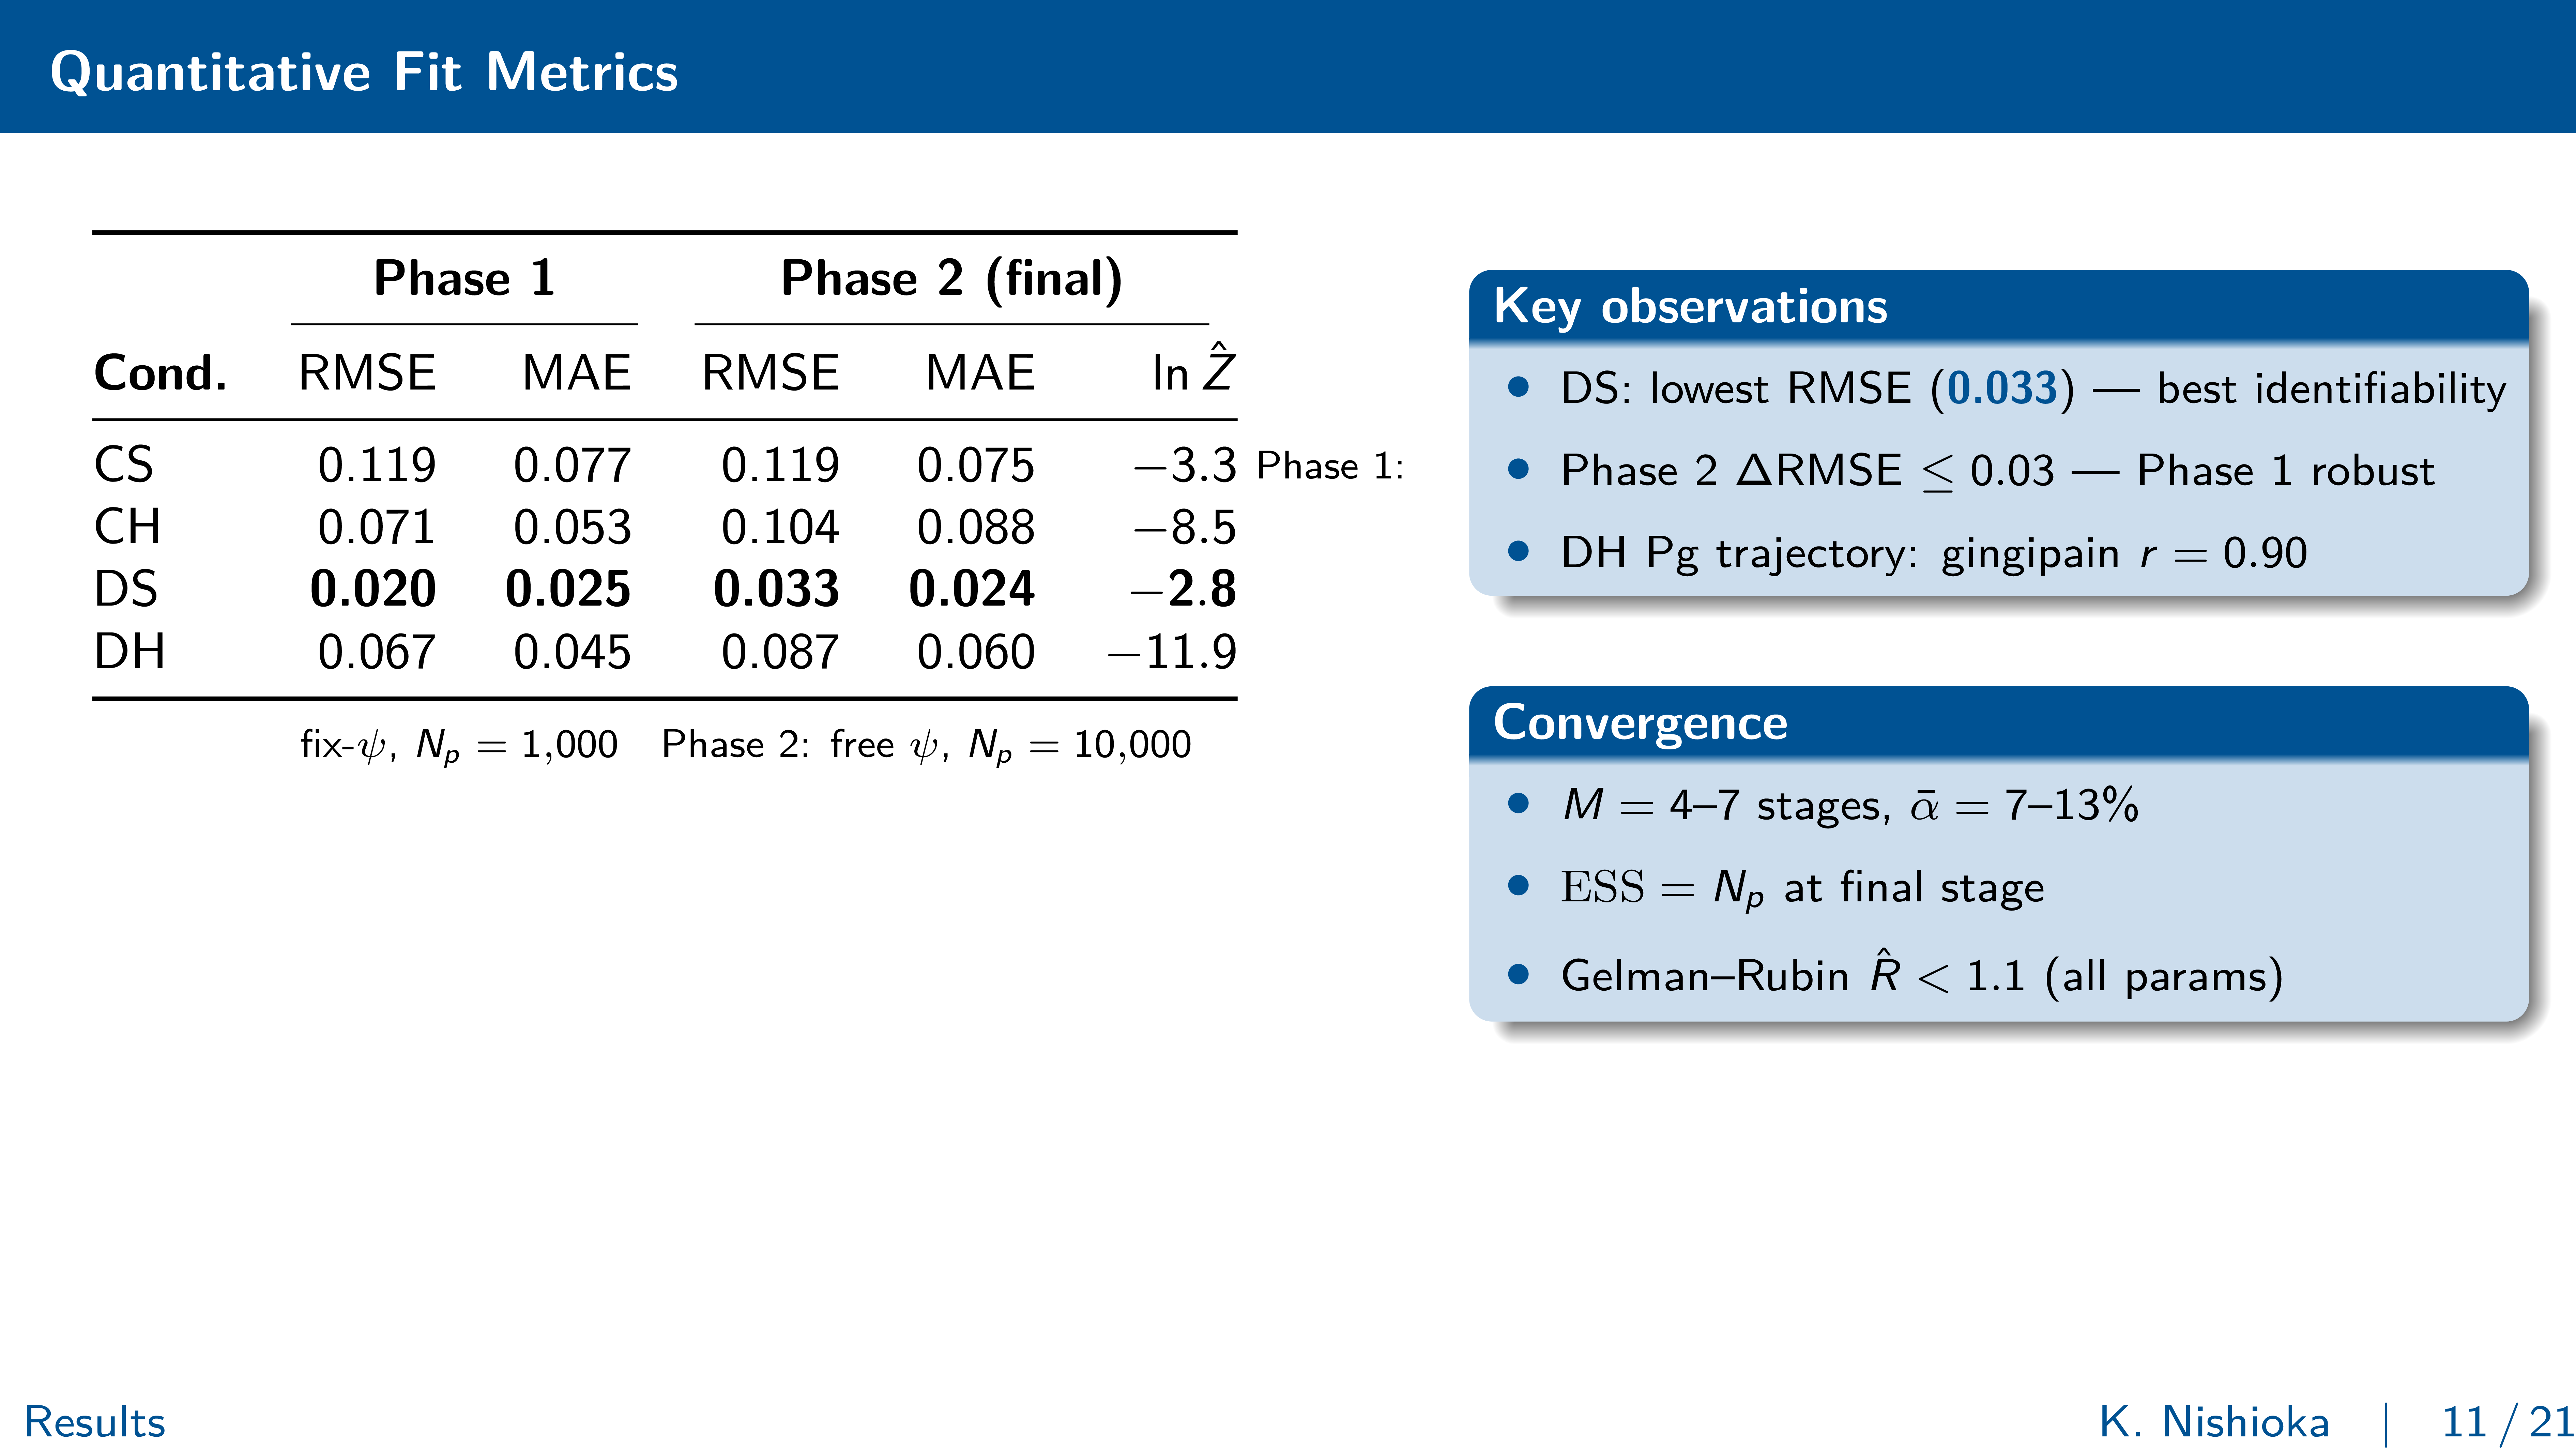 Quantitative Fit Metrics
Phase 1 Phase 2 (final)
Cond. RMSE MAE RMSE MAE ln Ẑ
CS 0.119 0.077 0.119 0.075 −3.3 Phase 1:
CH 0.071 0.053 0.104 0.088 −8.5
DS 0.020 0.025 0.033 0.024 −2.8
DH 0.067 0.045 0.087 0.060 −11.9
fix-ψ, Nₚ = 1,000 Phase 2: free ψ, Nₚ = 10,000
Key observations
• DS: lowest RMSE (0.033) — best identifiability
• Phase 2 ΔRMSE ≤ 0.03 — Phase 1 robust
• DH Pg trajectory: gingipain r = 0.90
Convergence
• M = 4–7 stages, ᾱ = 7–13%
• ESS = Nₚ at final stage
• Gelman–Rubin R̂ < 1.1 (all params)
Results
K. Nishioka | 11 / 21